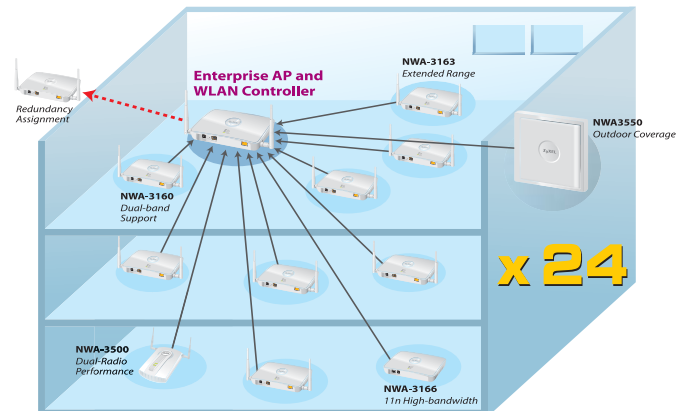 NWA-3163
Extended Range
Enterprise AP and
WLAN Controller
Redundancy
Assignment
NWA3550
Outdoor Coverage
ZyXEL
NWA-3160
Dual-band
Support
x 24
NWA-3500
Dual-Radio
Performance
NWA-3166
11n High-bandwidth